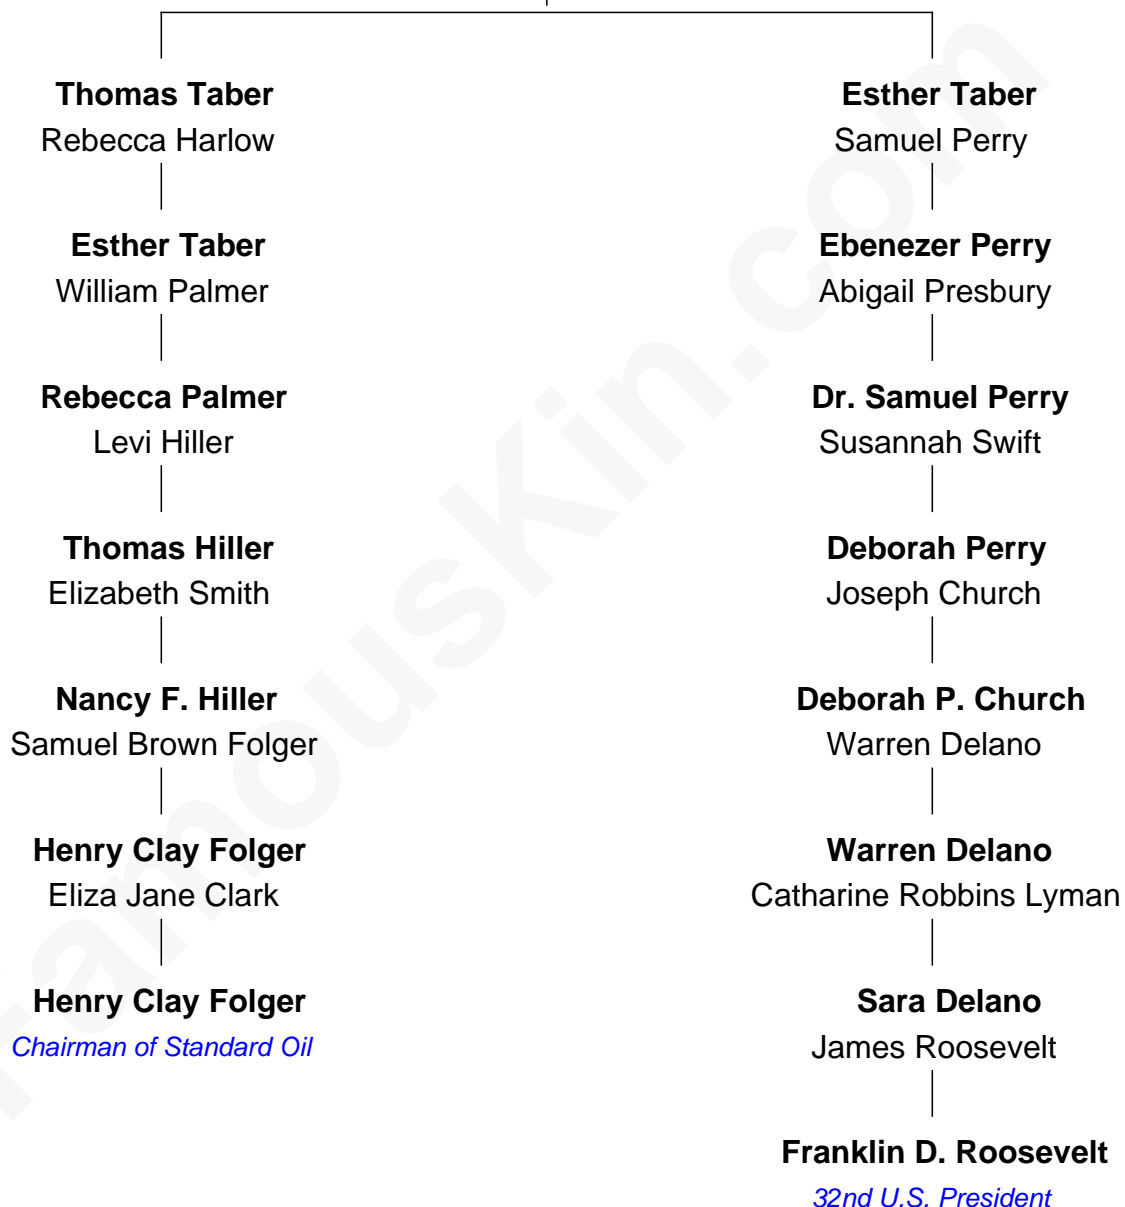 Thomas Taber
Rebecca Harlow
Esther Taber
William Palmer
Rebecca Palmer
Levi Hiller
Thomas Hiller
Elizabeth Smith
Nancy F. Hiller
Samuel Brown Folger
Henry Clay Folger
Eliza Jane Clark
Henry Clay Folger
Chairman of Standard Oil
Esther Taber
Samuel Perry
Ebenezer Perry
Abigail Presbury
Dr. Samuel Perry
Susannah Swift
Deborah Perry
Joseph Church
Deborah P. Church
Warren Delano
Warren Delano
Catharine Robbins Lyman
Sara Delano
James Roosevelt
Franklin D. Roosevelt
32nd U.S. President
FamousKin.com